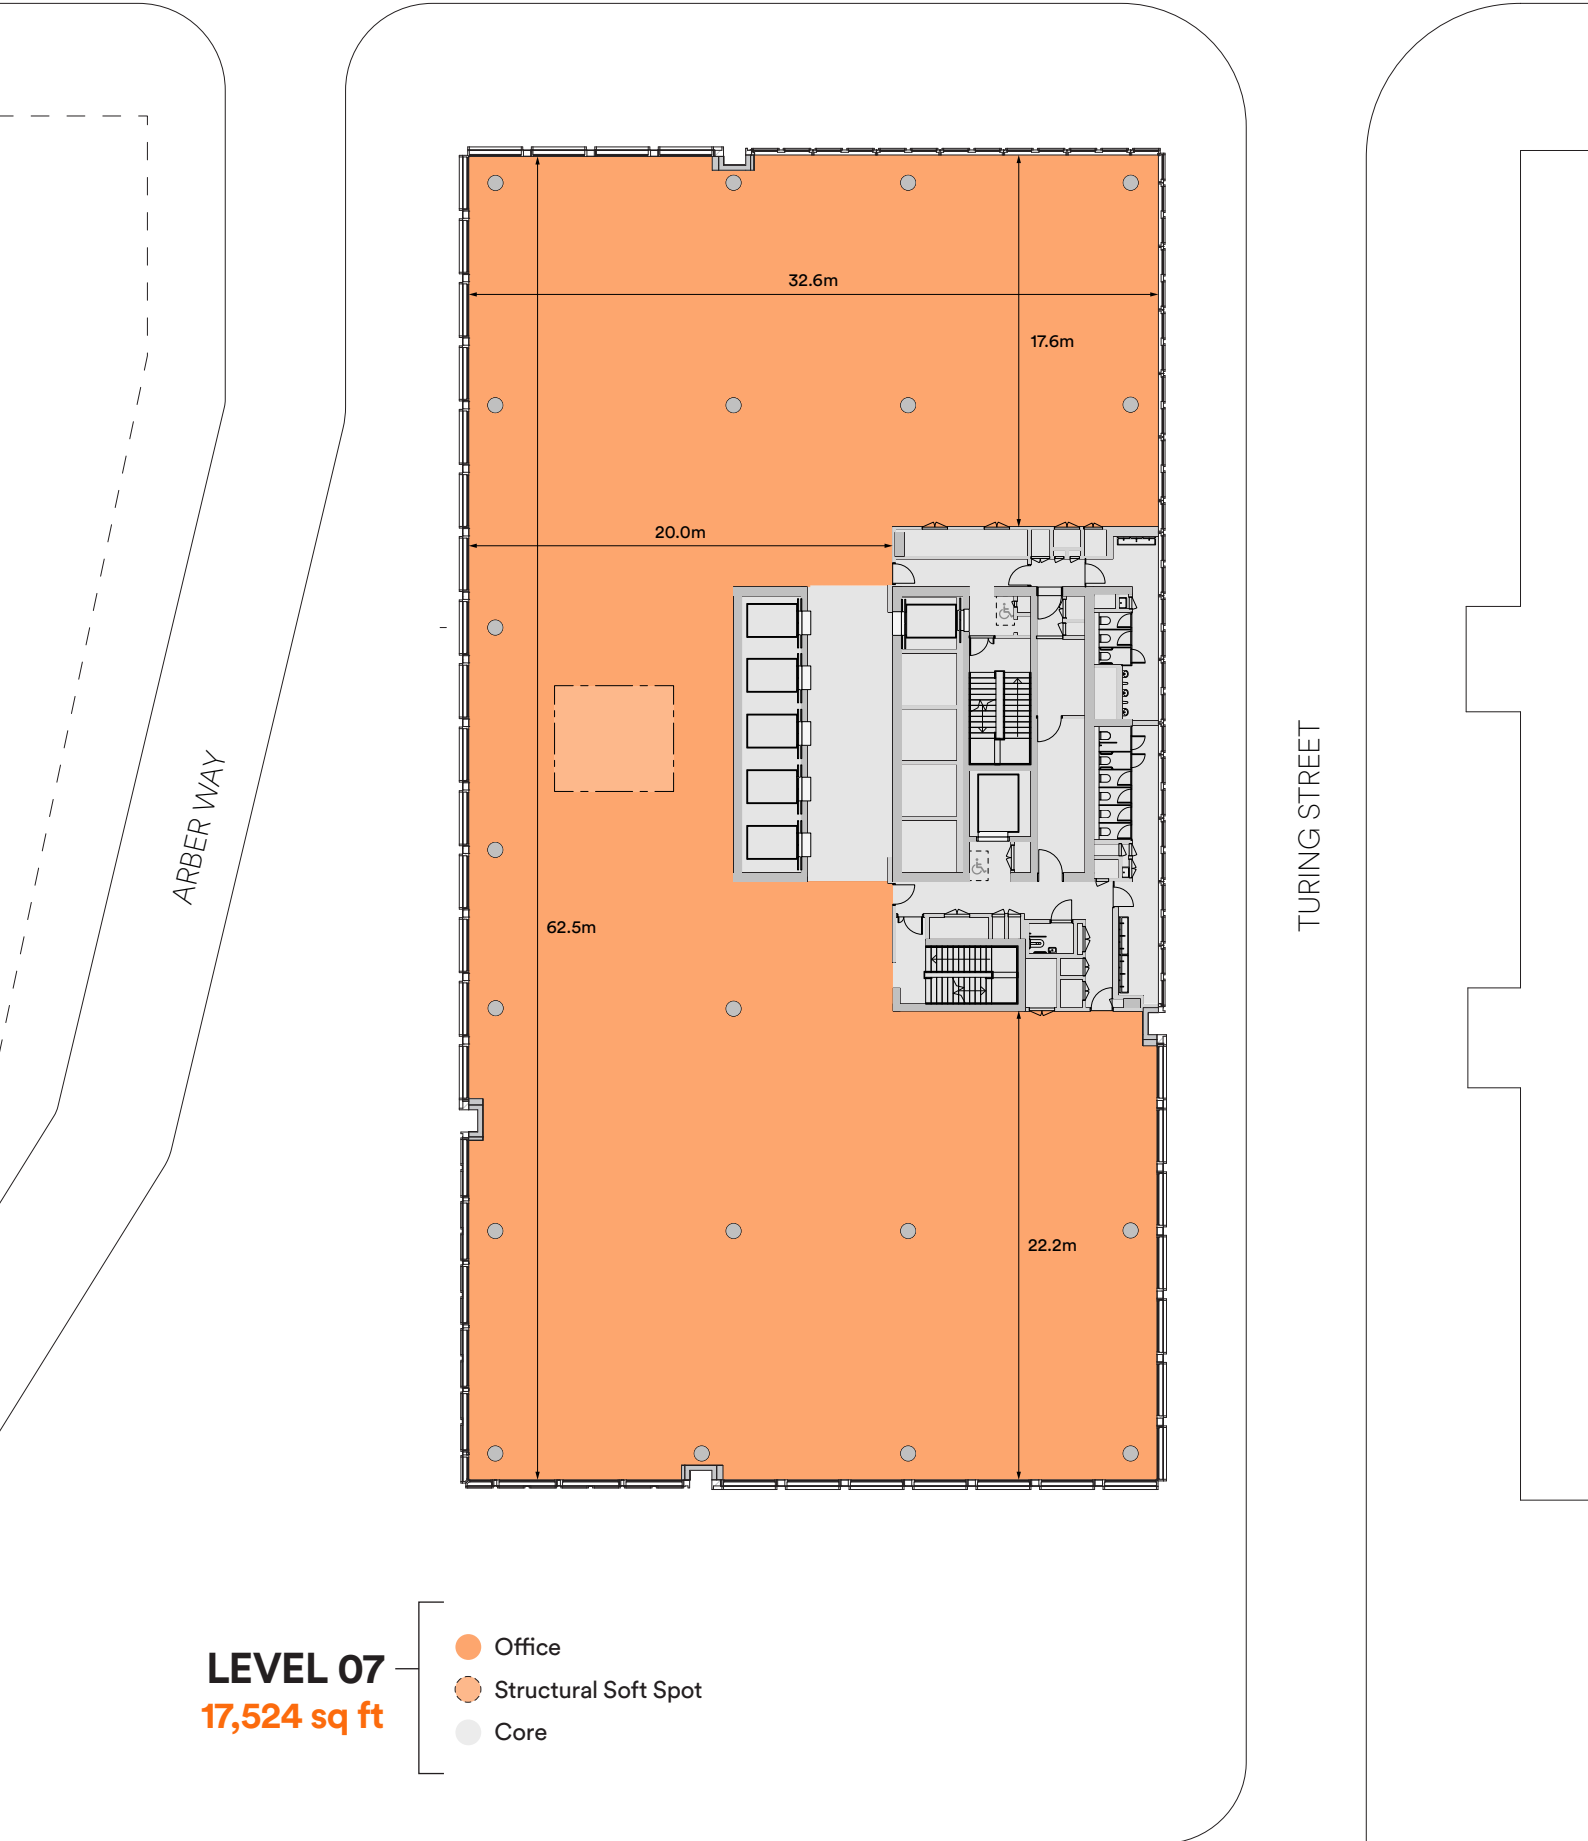 32.6m
17.6m
20.0m
ARBER WAY
TURING STREET
62.5m
22.2m
LEVEL 07
17,524 sq ft
Office
Structural Soft Spot
Core